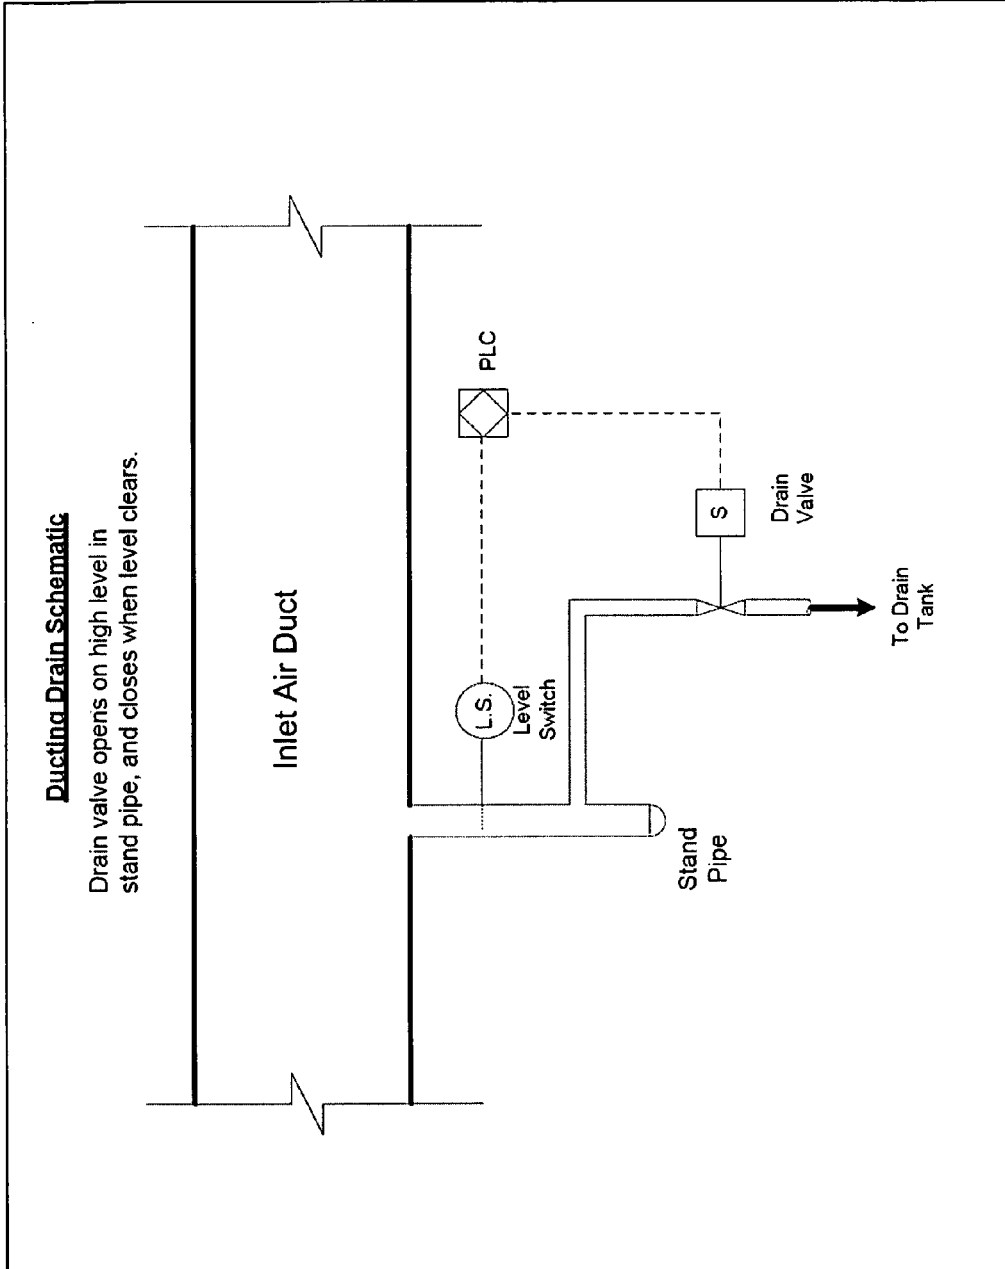 Ducting Drain Schematic
Drain valve opens on high level in
stand pipe, and closes when level clears.
Inlet Air Duct
PLC
L.S.
Level
Switch
S
Drain
Valve
Stand
Pipe
To Drain
Tank